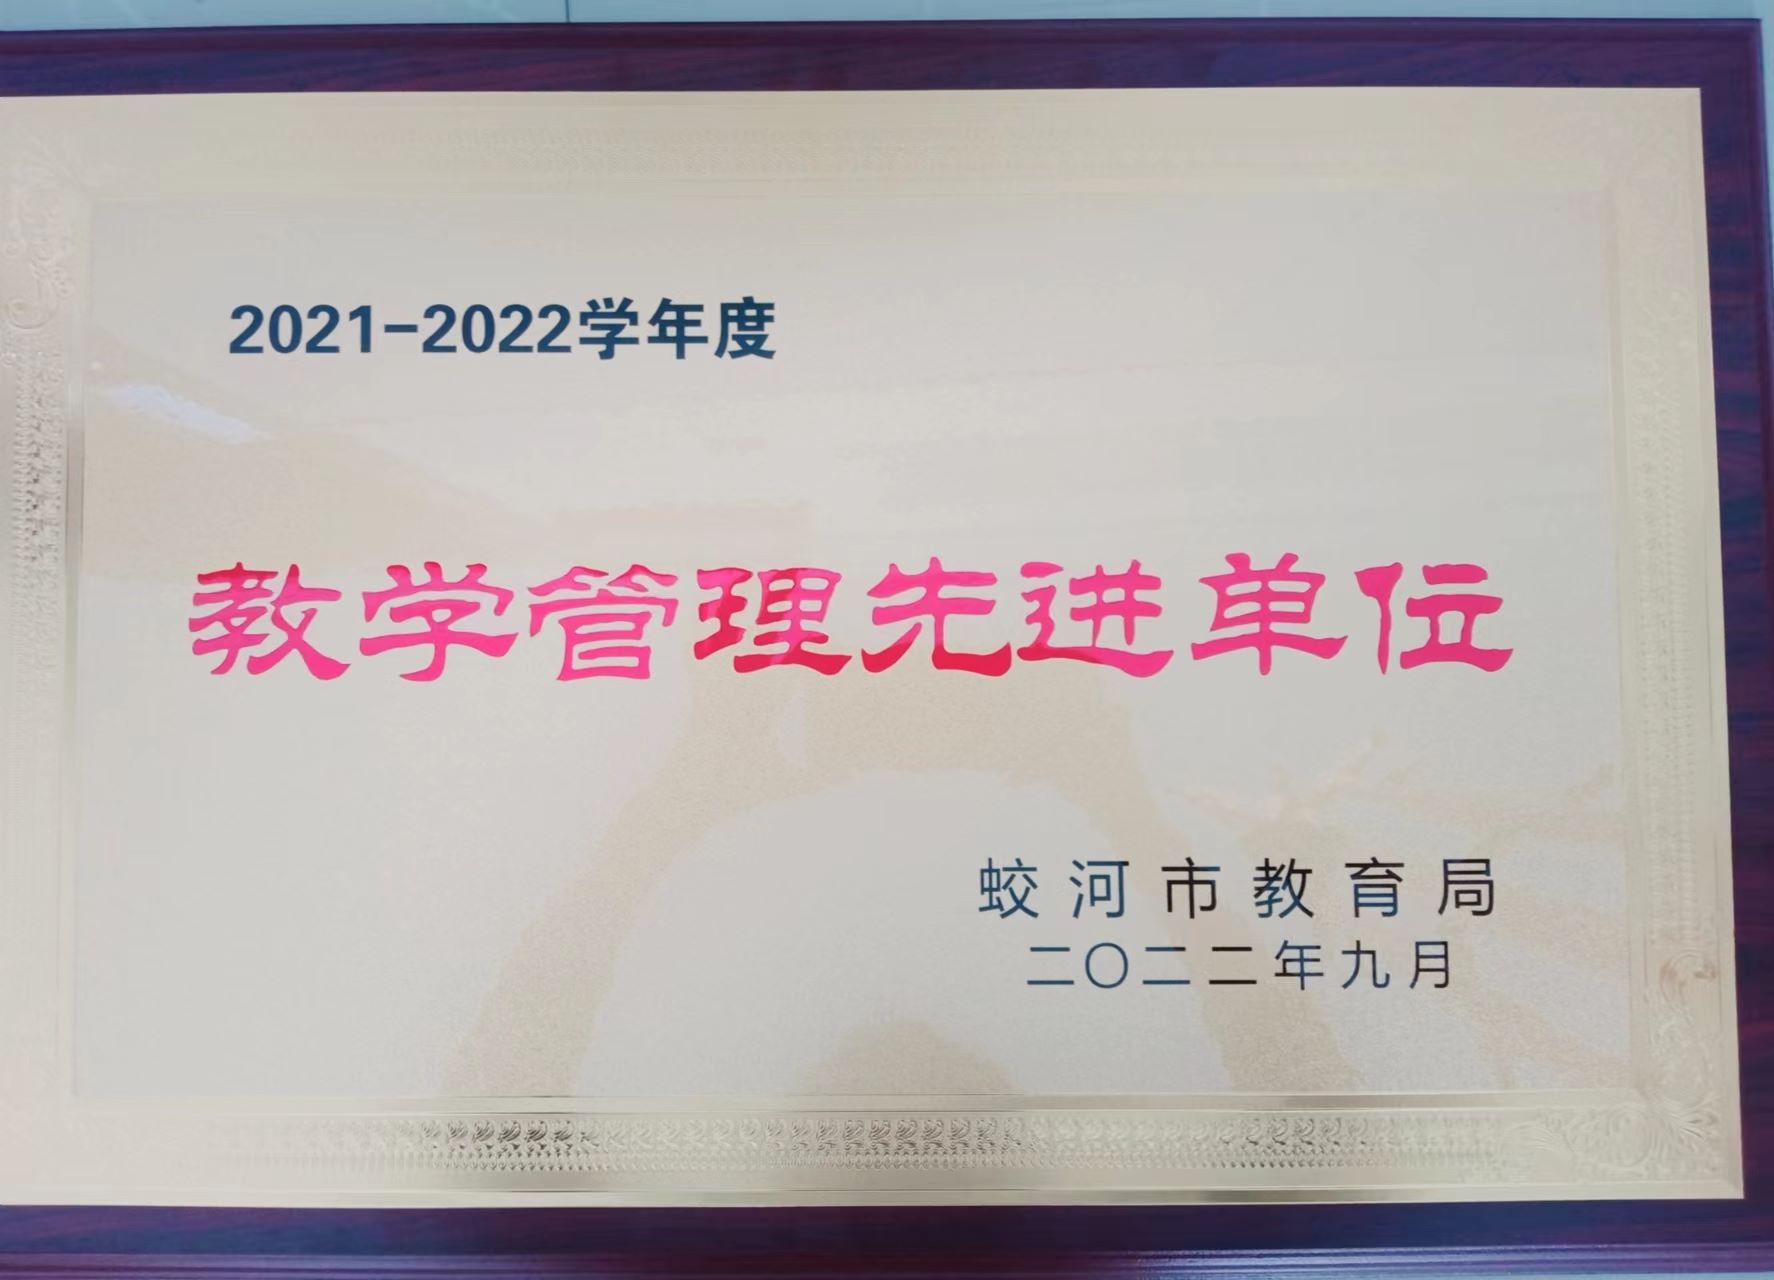 2021-2022学年度
教学管理先进单位
蛟河市教育局
二〇二二年九月